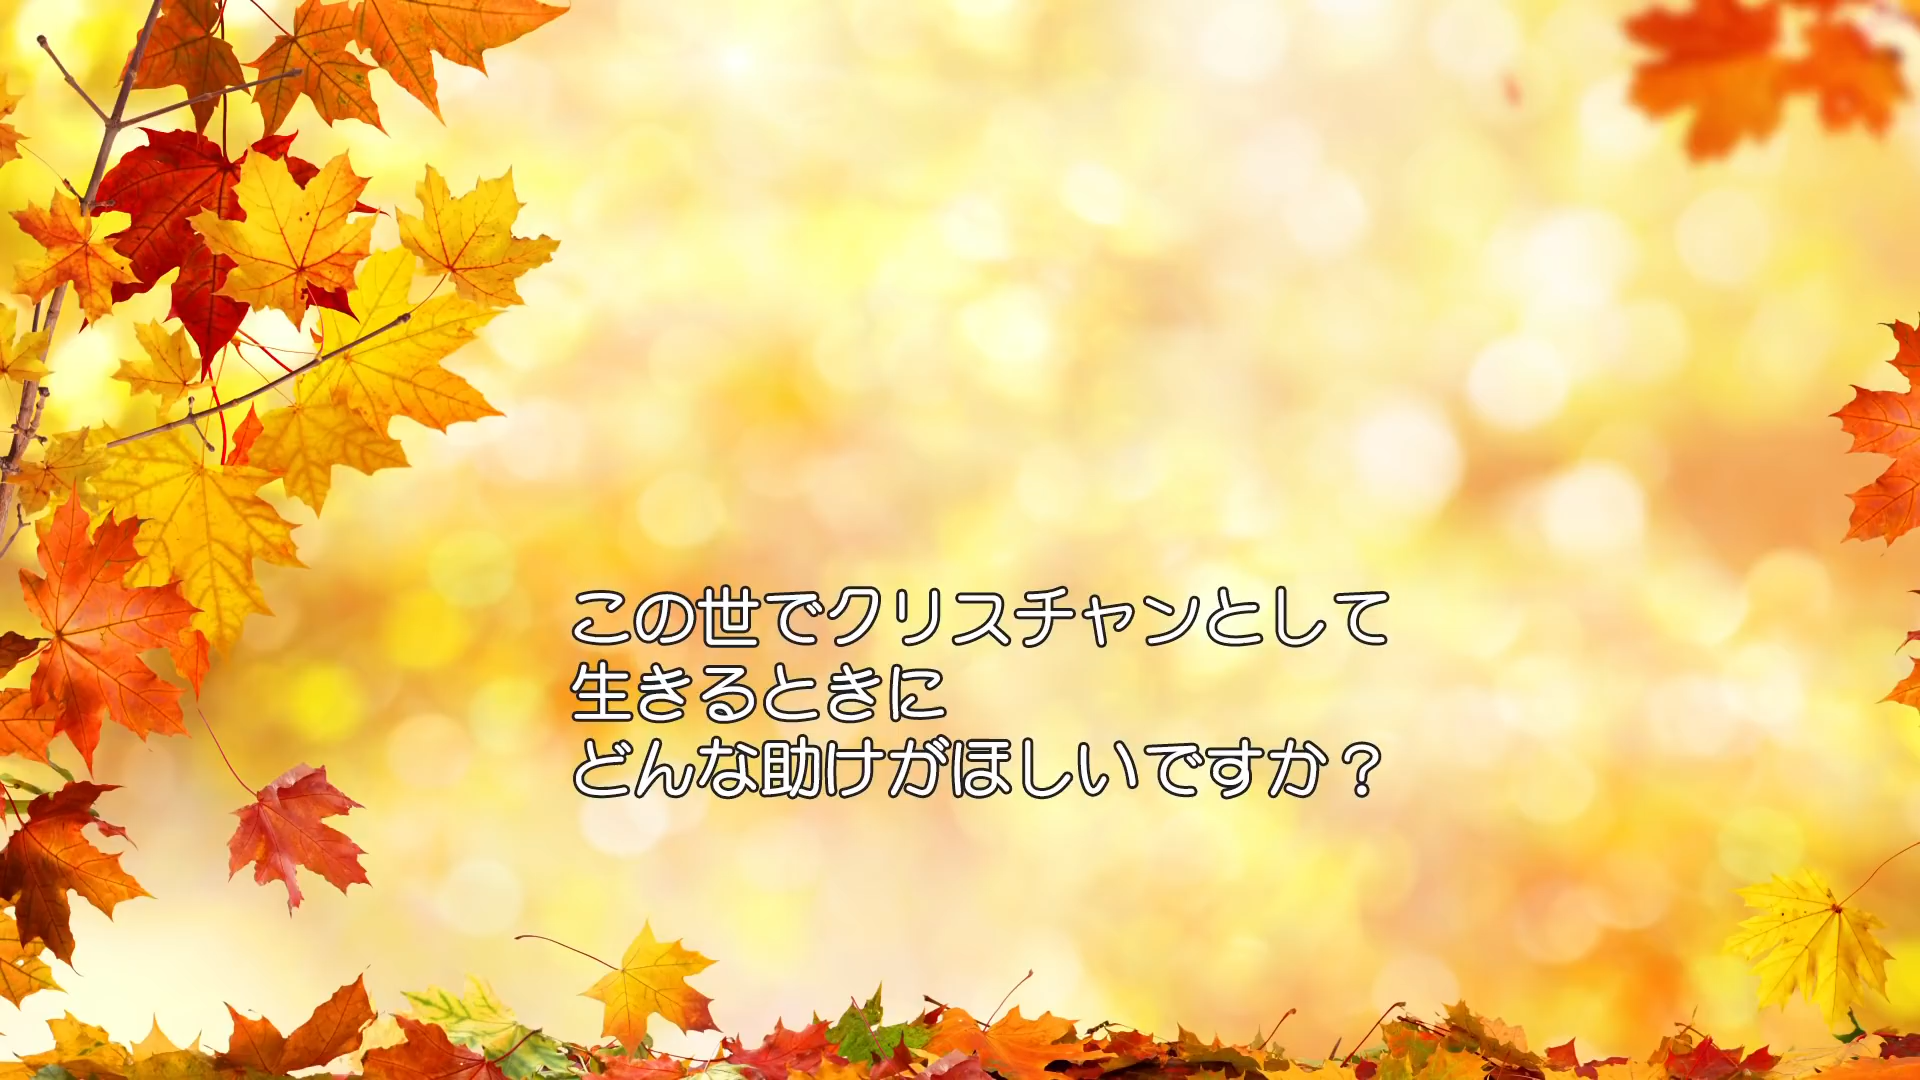 この世でクリスチャンとして
生きるときに
どんな助けがほしいですか？